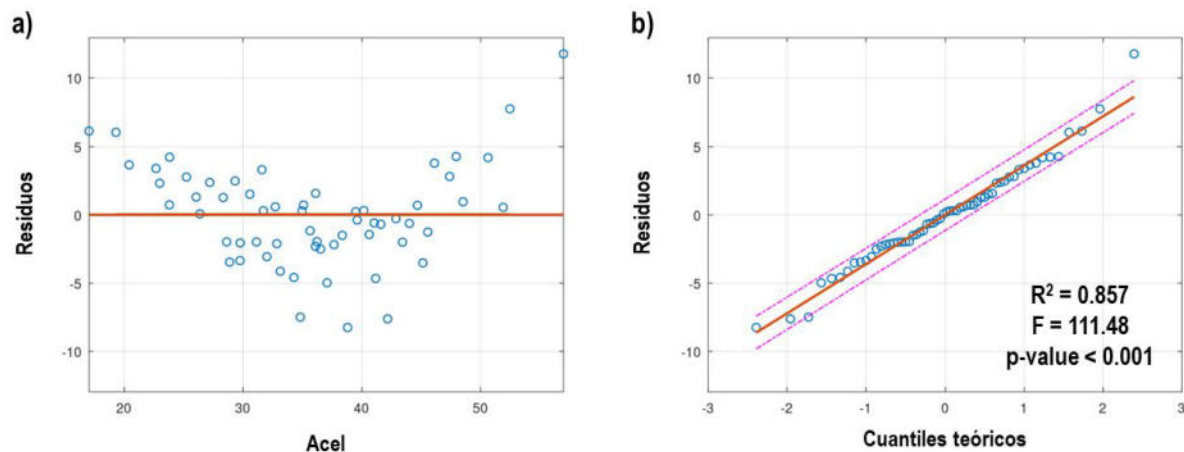 a)
Residuos
10
5
0
-5
-10
20
30
40
50
Acel
b)
Residuos
10
5
0
-5
-10
-3
-2
-1
0
1
2
3
Cuantiles teóricos
R² = 0.857
F = 111.48
p-value < 0.001